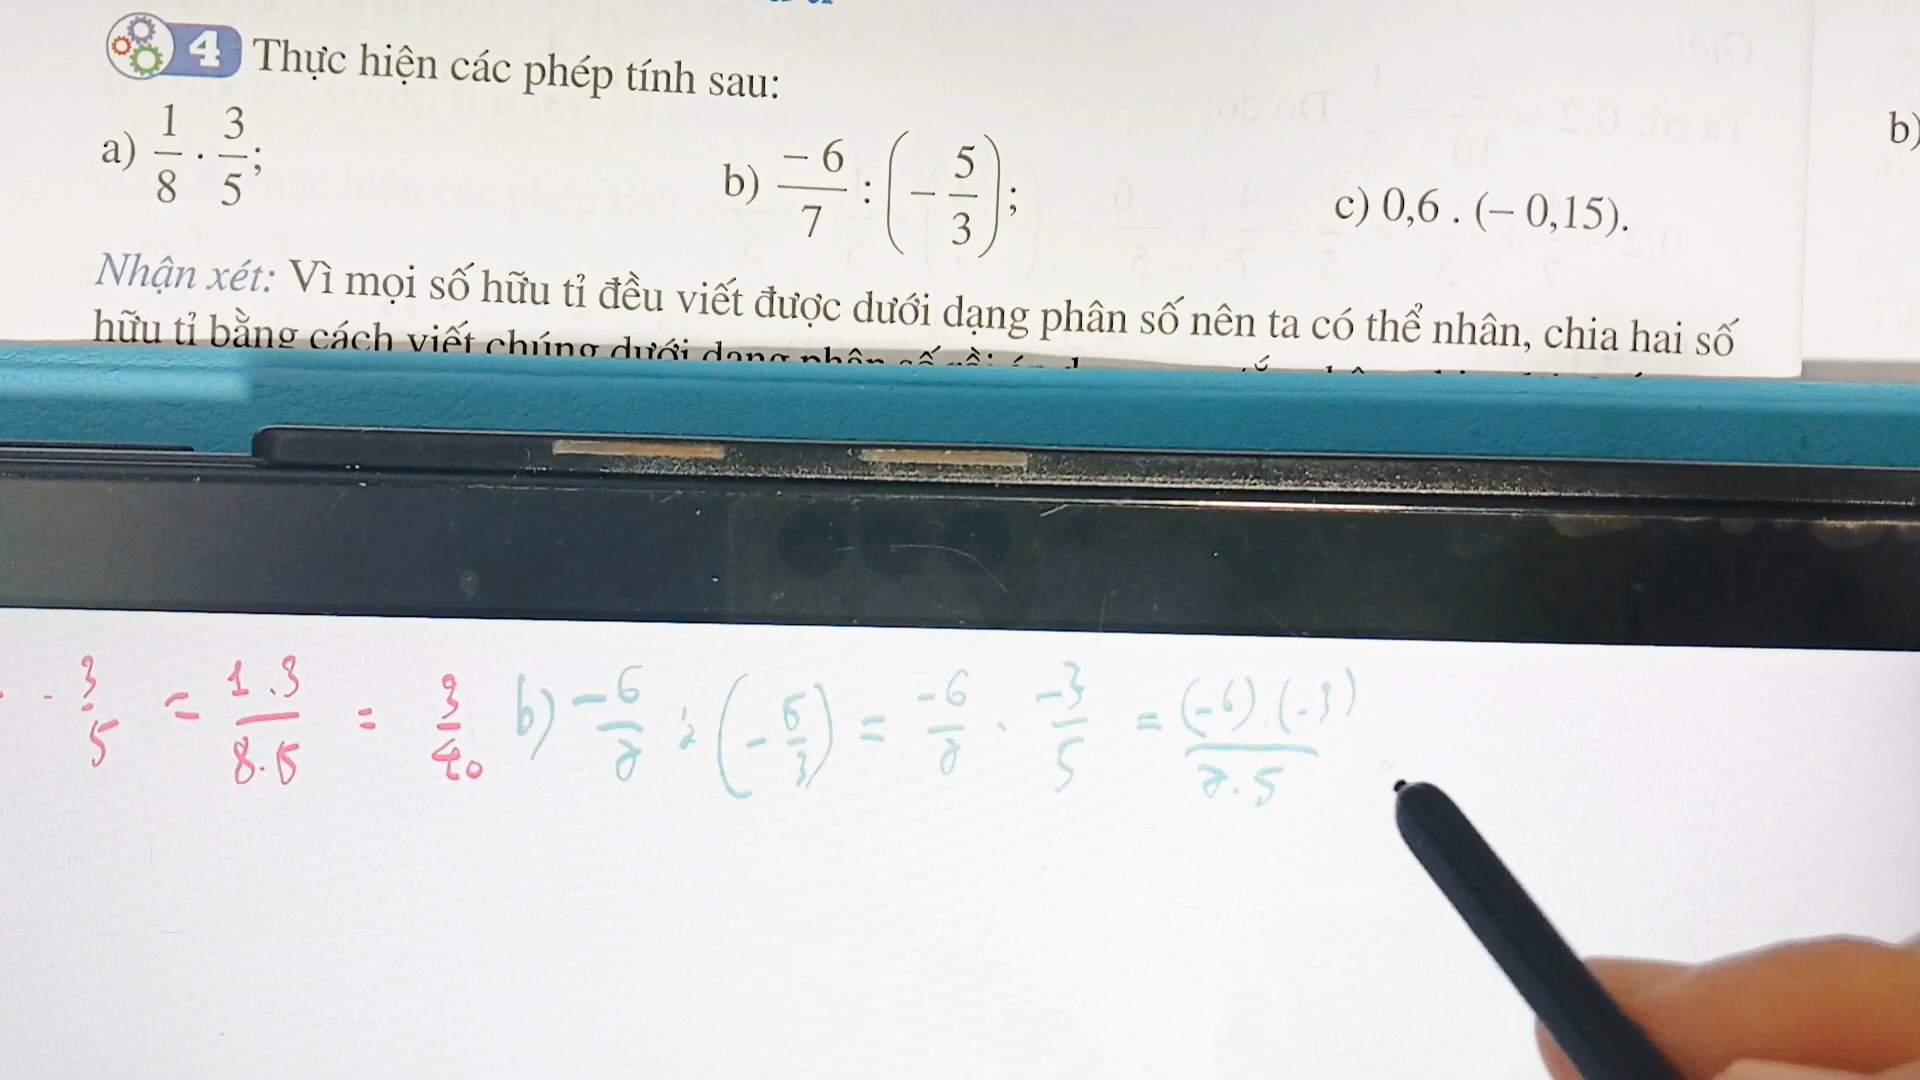 4 Thực hiện các phép tính sau:
a) 1/8 . 3/5;
b) -6/7 : (-5/3);
c) 0,6 . (– 0,15).
b)
Nhận xét: Vì mọi số hữu tỉ đều viết được dưới dạng phân số nên ta có thể nhân, chia hai số
hữu tỉ bằng cách viết chúng dưới dạng phân số
. 3/5 = 1.3/8.5 = 3/40
b) -6/7 : (-5/3) = -6/7 . -3/5 = (-6).(-3)/7.5